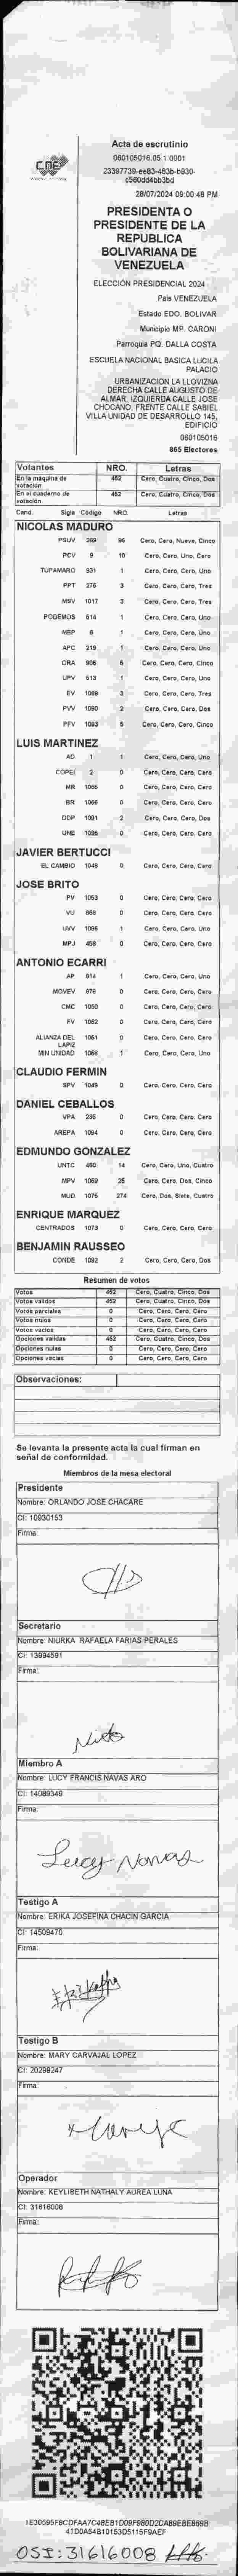 CNE
Acta de escrutinio
060105016.05.1.0001
23397739-ee83-483b-b930-
c560dd4bb3bd
28/07/2024 09:00:48 PM
PRESIDENTA O
PRESIDENTE DE LA
REPUBLICA
BOLIVARIANA DE
VENEZUELA
ELECCIÓN PRESIDENCIAL 2024
País VENEZUELA
Estado EDO. BOLIVAR
Municipio MP. CARONI
Parroquia PQ. DALLA COSTA
ESCUELA NACIONAL BASICA LUCILA
PALACIO
URBANIZACION LA LLOVIZNA
DERECHA CALLE AUGUSTO DE
ALMAR. IZQUIERDA CALLE JOSE
CHOCANO. FRENTE CALLE SABIEL
VILLA UNIDAD DE DESARROLLO 145,
EDIFICIO
060105016
865 Electores
Votantes NRO. Letras
En la máquina de votación 452 Cero, Cuatro, Cinco, Dos
En el cuaderno de votación 452 Cero, Cuatro, Cinco, Dos
Cand. Sigla Código NRO. Letras
NICOLAS MADURO
PSUV 269 95 Cero, Cero, Nueve, Cinco
PCV 9 10 Cero, Cero, Uno, Cero
TUPAMARO 931 1 Cero, Cero, Cero, Uno
PPT 276 3 Cero, Cero, Cero, Tres
MSV 1017 3 Cero, Cero, Cero, Tres
PODEMOS 614 1 Cero, Cero, Cero, Uno
MEP 6 1 Cero, Cero, Cero, Uno
APC 219 1 Cero, Cero, Cero, Uno
ORA 906 5 Cero, Cero, Cero, Cinco
UPV 613 1 Cero, Cero, Cero, Uno
EV 1089 3 Cero, Cero, Cero, Tres
PVV 1090 2 Cero, Cero, Cero, Dos
PFV 1093 5 Cero, Cero, Cero, Cinco
LUIS MARTINEZ
AD 1 1 Cero, Cero, Cero, Uno
COPEI 2 0 Cero, Cero, Cero, Cero
MR 1065 0 Cero, Cero, Cero, Cero
BR 1066 0 Cero, Cero, Cero, Cero
DDP 1091 2 Cero, Cero, Cero, Dos
UNE 1095 0 Cero, Cero, Cero, Cero
JAVIER BERTUCCI
EL CAMBIO 1048 0 Cero, Cero, Cero, Cero
JOSE BRITO
PV 1053 0 Cero, Cero, Cero, Cero
VU 868 0 Cero, Cero, Cero, Cero
UVV 1096 1 Cero, Cero, Cero, Uno
MPJ 458 0 Cero, Cero, Cero, Cero
ANTONIO ECARRI
AP 914 1 Cero, Cero, Cero, Uno
MOVEV 979 0 Cero, Cero, Cero, Cero
CMC 1050 0 Cero, Cero, Cero, Cero
FV 1062 0 Cero, Cero, Cero, Cero
ALIANZA DEL LAPIZ 1051 0 Cero, Cero, Cero, Cero
MIN UNIDAD 1088 1 Cero, Cero, Cero, Uno
CLAUDIO FERMIN
SPV 1049 0 Cero, Cero, Cero, Cero
DANIEL CEBALLOS
VPA 236 0 Cero, Cero, Cero, Cero
AREPA 1094 0 Cero, Cero, Cero, Cero
EDMUNDO GONZALEZ
UNTC 460 14 Cero, Cero, Uno, Cuatro
MPV 1069 26 Cero, Cero, Dos, Cinco
MUD 1075 274 Cero, Dos, Siete, Cuatro
ENRIQUE MARQUEZ
CENTRADOS 1073 0 Cero, Cero, Cero, Cero
BENJAMIN RAUSSEO
CONDE 1092 2 Cero, Cero, Cero, Dos
Resumen de votos
Votos 452 Cero, Cuatro, Cinco, Dos
Votos válidos 452 Cero, Cuatro, Cinco, Dos
Votos parciales 0 Cero, Cero, Cero, Cero
Votos nulos 0 Cero, Cero, Cero, Cero
Votos vacíos 0 Cero, Cero, Cero, Cero
Opciones válidas 452 Cero, Cuatro, Cinco, Dos
Opciones nulas 0 Cero, Cero, Cero, Cero
Opciones vacías 0 Cero, Cero, Cero, Cero
Observaciones:
Se levanta la presente acta la cual firman en
señal de conformidad.
Miembros de la mesa electoral
Presidente
Nombre: ORLANDO JOSE CHACARE
CI: 10930153
Firma:
Secretario
Nombre: NIURKA RAFAELA FARIAS PERALES
CI: 13994591
Firma:
Miembro A
Nombre: LUCY FRANCIS NAVAS ARO
CI: 14089349
Firma:
Lucy Navas
Testigo A
Nombre: ERIKA JOSEFINA CHACIN GARCIA
CI: 14509470
Firma:
Testigo B
Nombre: MARY CARVAJAL LOPEZ
CI: 20299247
Firma:
Operador
Nombre: KEYLIBETH NATHALY AUREA LUNA
CI: 31616008
Firma:
1E30595F8CDFAA7C4BEB1D09F980D2CA89EBE869B
41D0A54B10153D5115F9AEF
OSI: 31616008